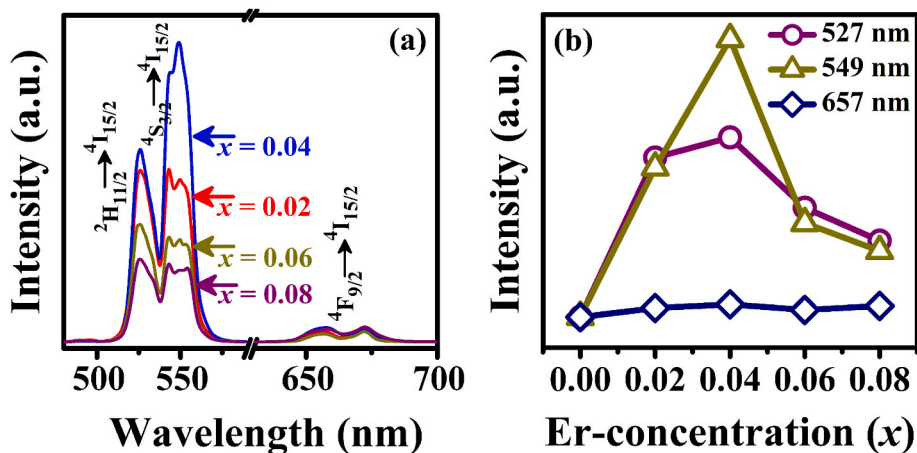 (a)
²H₁₁/₂→⁴I₁₅/₂
⁴S₃/₂→⁴I₁₅/₂
x = 0.04
x = 0.02
x = 0.06
x = 0.08
⁴F₉/₂→⁴I₁₅/₂
Intensity (a.u.)
500 550 650 700
Wavelength (nm)
(b)
527 nm
549 nm
657 nm
Intensity (a.u.)
0.00 0.02 0.04 0.06 0.08
Er-concentration (x)